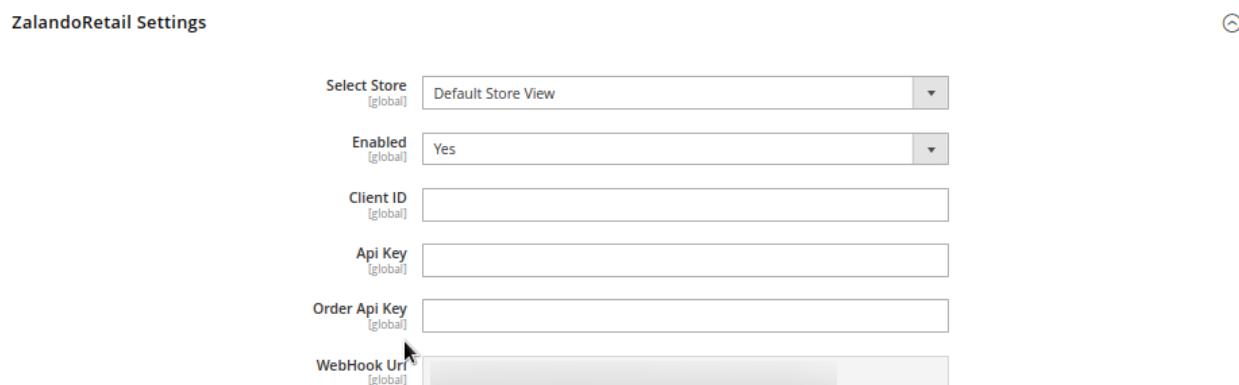 ZalandoRetail Settings
Select Store
[global]
Default Store View
Enabled
[global]
Yes
Client ID
[global]
Api Key
[global]
Order Api Key
[global]
WebHook Url
[global]